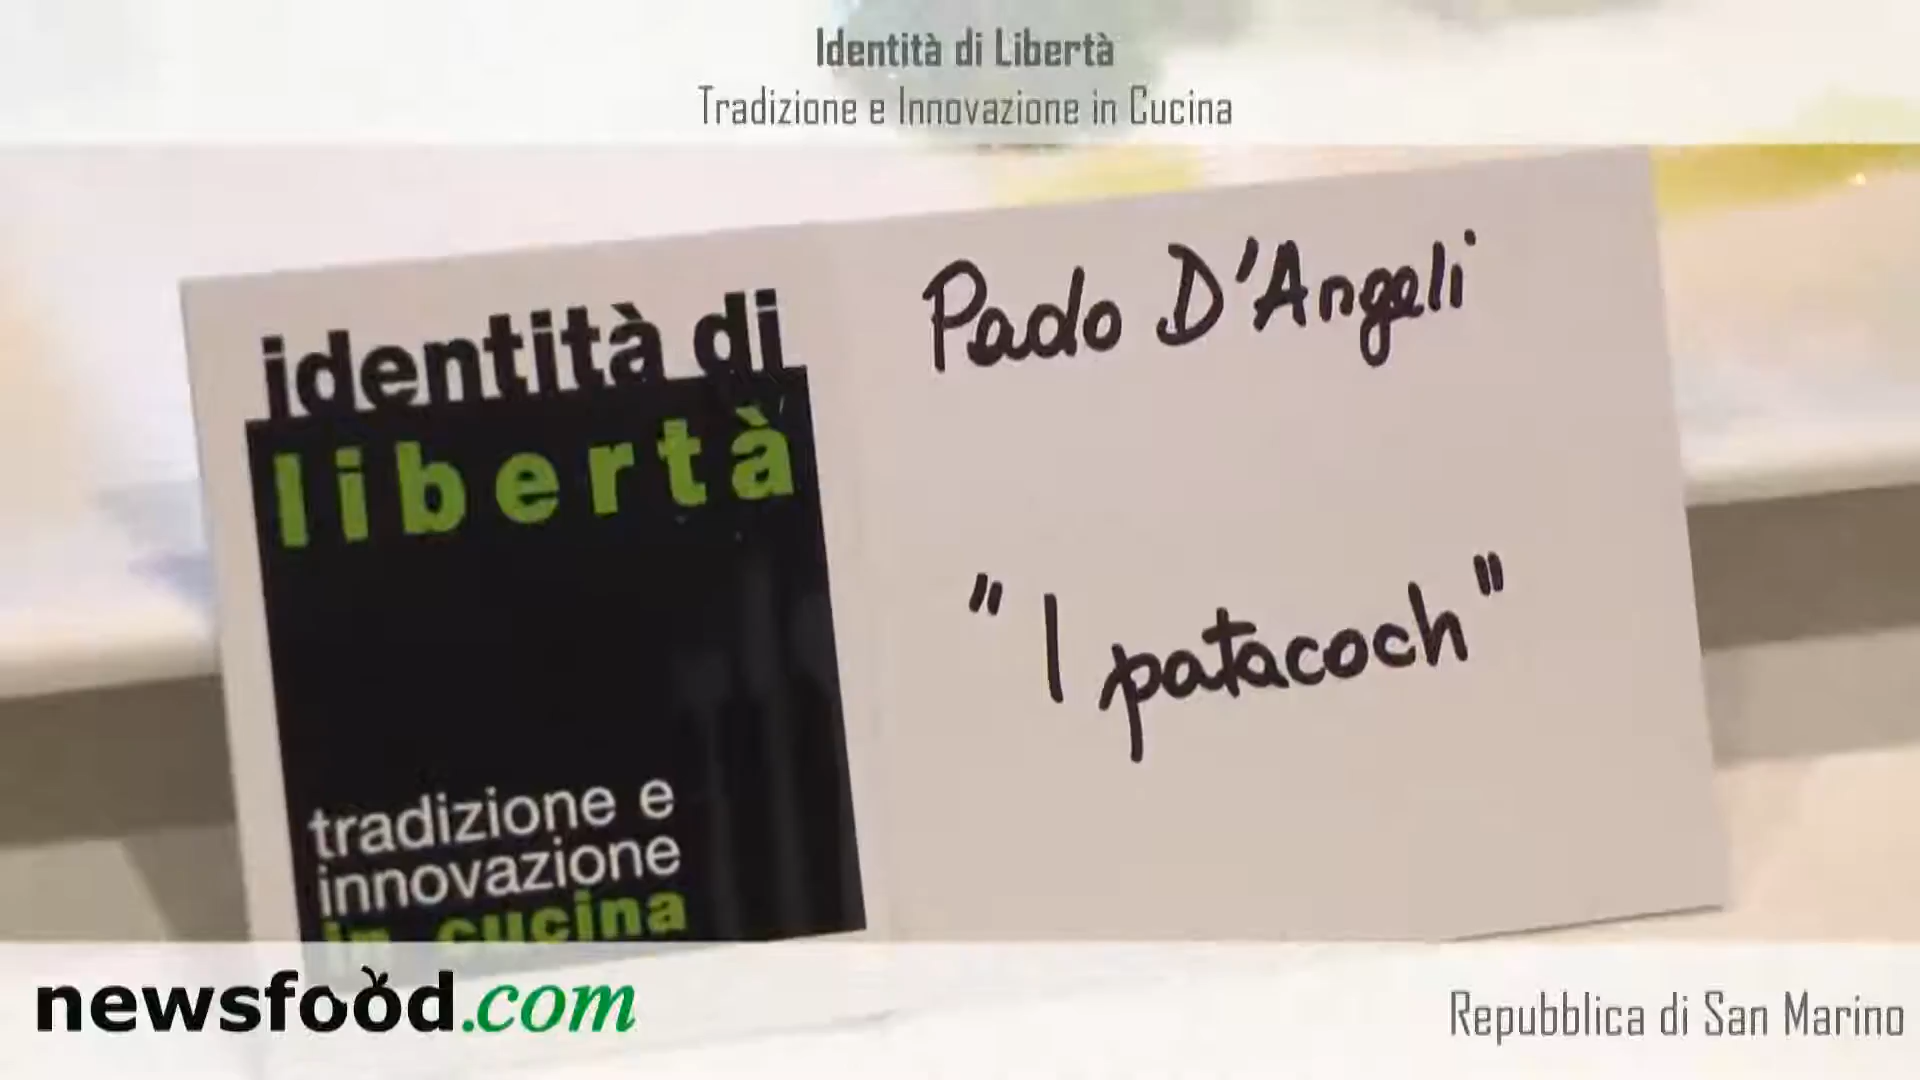 Identità di Libertà
Tradizione e Innovazione in Cucina
identità di
libertà
tradizione e
innovazione
in cucina
Paolo D'Angeli
"I patacoch"
newsfood.com
Repubblica di San Marino